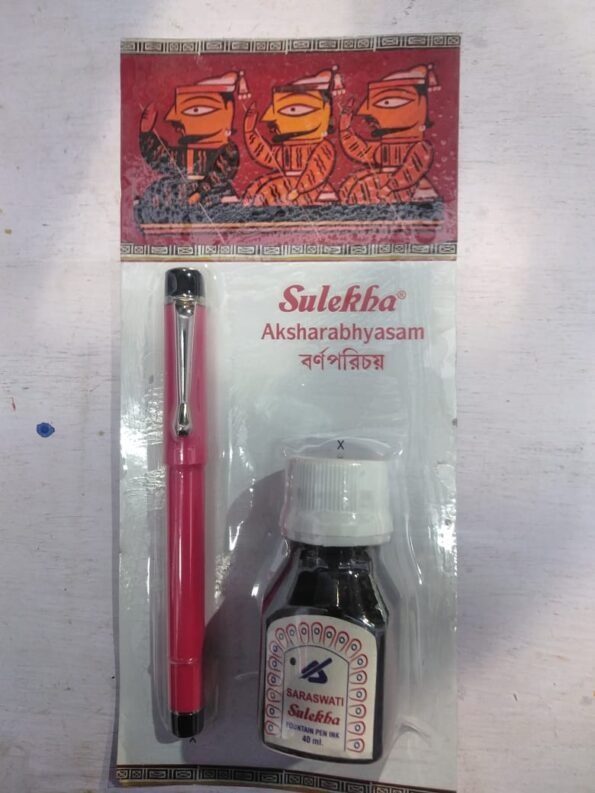 Sulekha®
Aksharabhyasam
বর্ণপরিচয়
X
SARASWATI
Sulekha
FOUNTAIN PEN INK
40 ml.